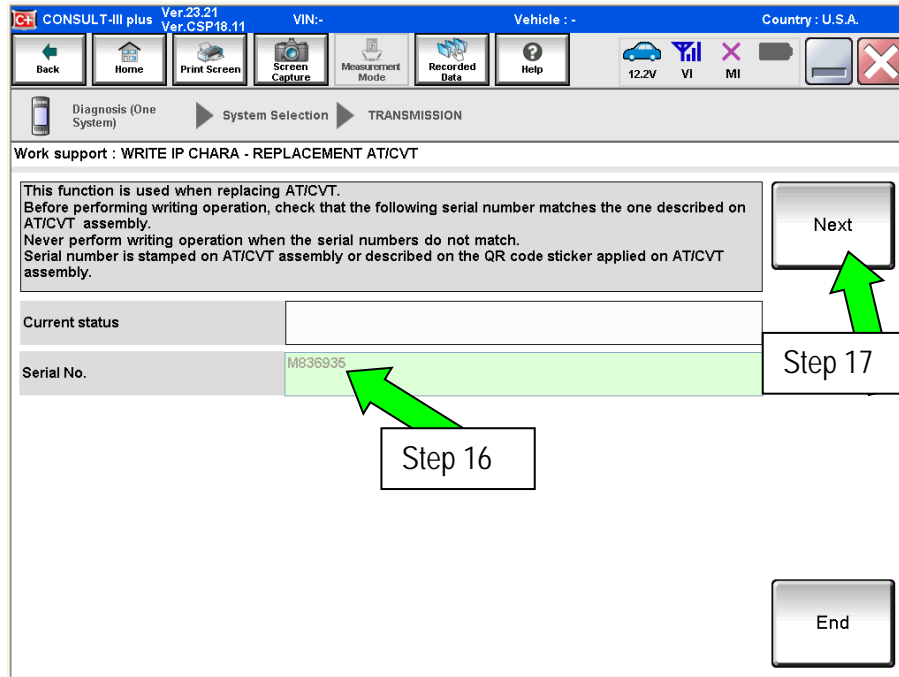 CONSULT-III plus Ver.23.21 VIN:- Vehicle : - Country : U.S.A.
Ver.CSP18.11
Back Home Print Screen Screen Capture Measurement Mode Recorded Data Help 12.2V VI MI
Diagnosis (One System) System Selection TRANSMISSION
Work support : WRITE IP CHARA - REPLACEMENT AT/CVT
This function is used when replacing AT/CVT.
Before performing writing operation, check that the following serial number matches the one described on
AT/CVT assembly.
Never perform writing operation when the serial numbers do not match.
Serial number is stamped on AT/CVT assembly or described on the QR code sticker applied on AT/CVT
assembly.
Next
Current status
Step 17
Serial No. M836935
Step 16
End